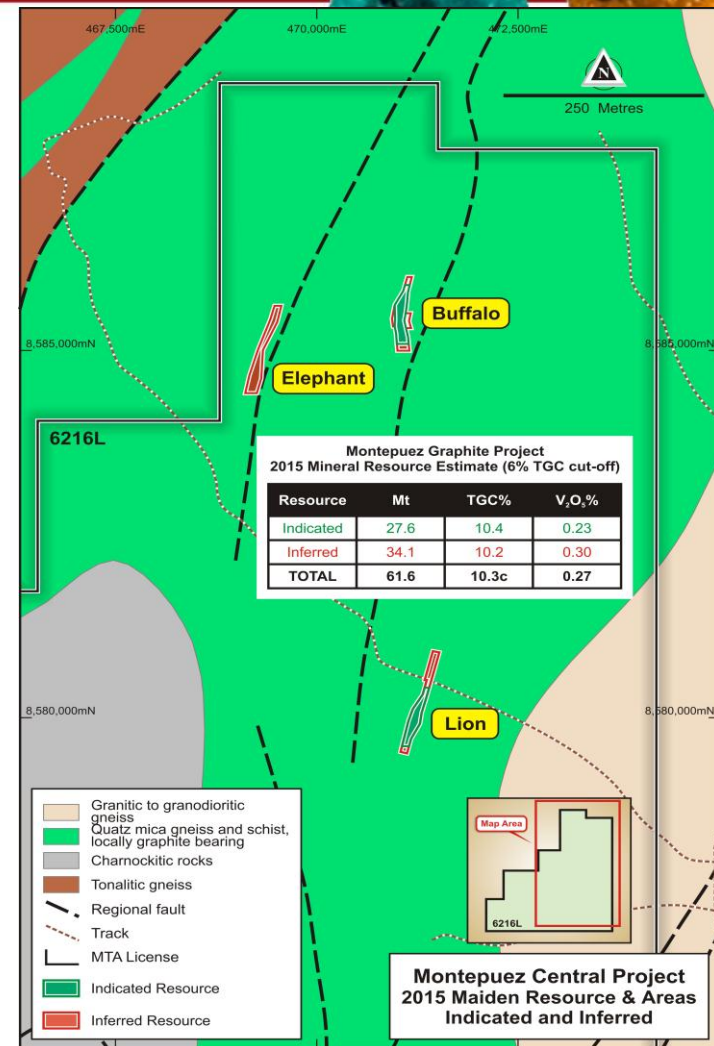 467,500mE 470,000mE 472,500mE
N
250 Metres
Buffalo
8,585,000mN 8,585,000mN
Elephant
6216L
Montepuez Graphite Project
2015 Mineral Resource Estimate (6% TGC cut-off)
Resource Mt TGC% V₂O₅%
Indicated 27.6 10.4 0.23
Inferred 34.1 10.2 0.30
TOTAL 61.6 10.3c 0.27
8,580,000mN 8,580,000mN
Lion
Granitic to granodioritic
gneiss
Quatz mica gneiss and schist,
locally graphite bearing
Charnockitic rocks
Tonalitic gneiss
Regional fault
Track
MTA License
Indicated Resource
Inferred Resource
Map Area
6216L
Montepuez Central Project
2015 Maiden Resource & Areas
Indicated and Inferred